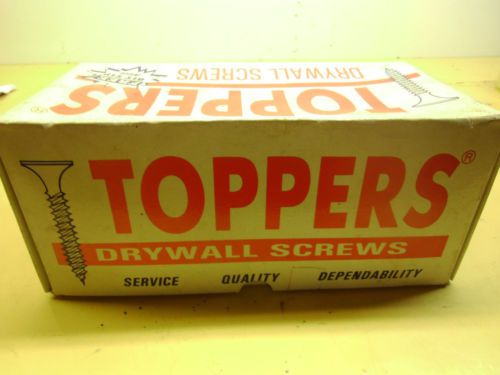 DRYWALL SCREWS
TOPPERS
®
TOPPERS®
DRYWALL SCREWS
SERVICE QUALITY DEPENDABILITY